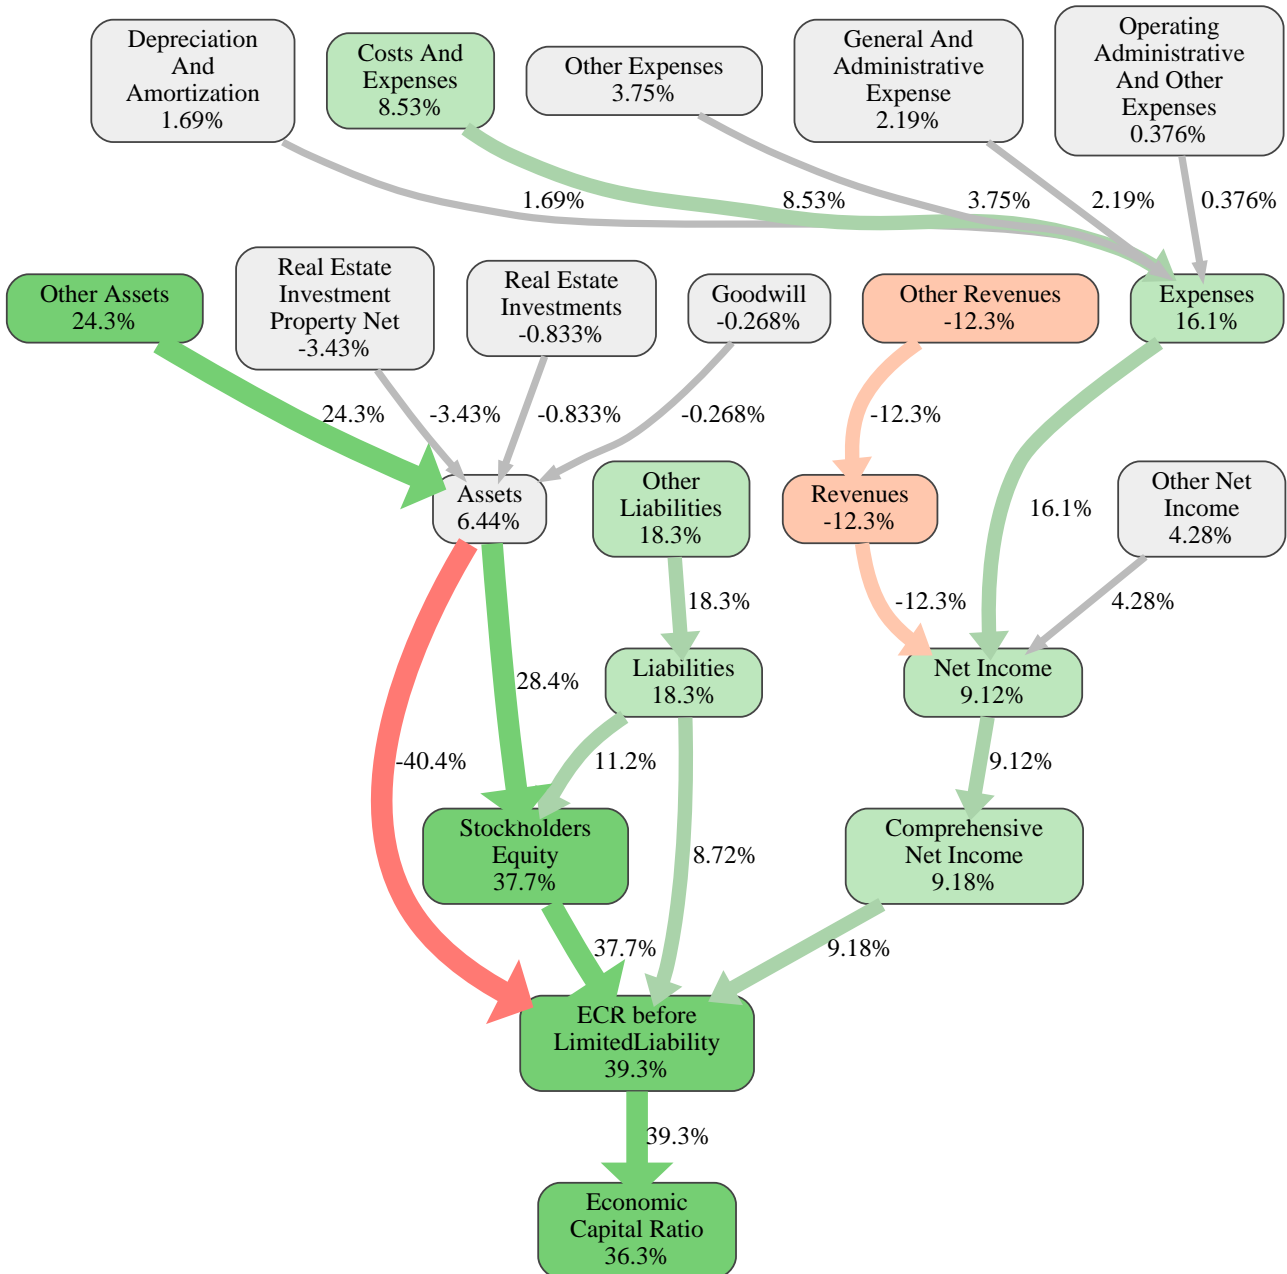 Depreciation
And
Amortization
1.69%
Costs And
Expenses
8.53%
Other Expenses
3.75%
General And
Administrative
Expense
2.19%
Operating
Administrative
And Other
Expenses
0.376%
1.69%
8.53%
3.75%
2.19%
0.376%
Other Assets
24.3%
Real Estate
Investment
Property Net
-3.43%
Real Estate
Investments
-0.833%
Goodwill
-0.268%
Other Revenues
-12.3%
Expenses
16.1%
24.3%
-3.43%
-0.833%
-0.268%
-12.3%
16.1%
Assets
6.44%
Other
Liabilities
18.3%
Revenues
-12.3%
Other Net
Income
4.28%
18.3%
-12.3%
4.28%
28.4%
Liabilities
18.3%
Net Income
9.12%
-40.4%
11.2%
9.12%
Stockholders
Equity
37.7%
8.72%
Comprehensive
Net Income
9.18%
37.7%
9.18%
ECR before
LimitedLiability
39.3%
39.3%
Economic
Capital Ratio
36.3%